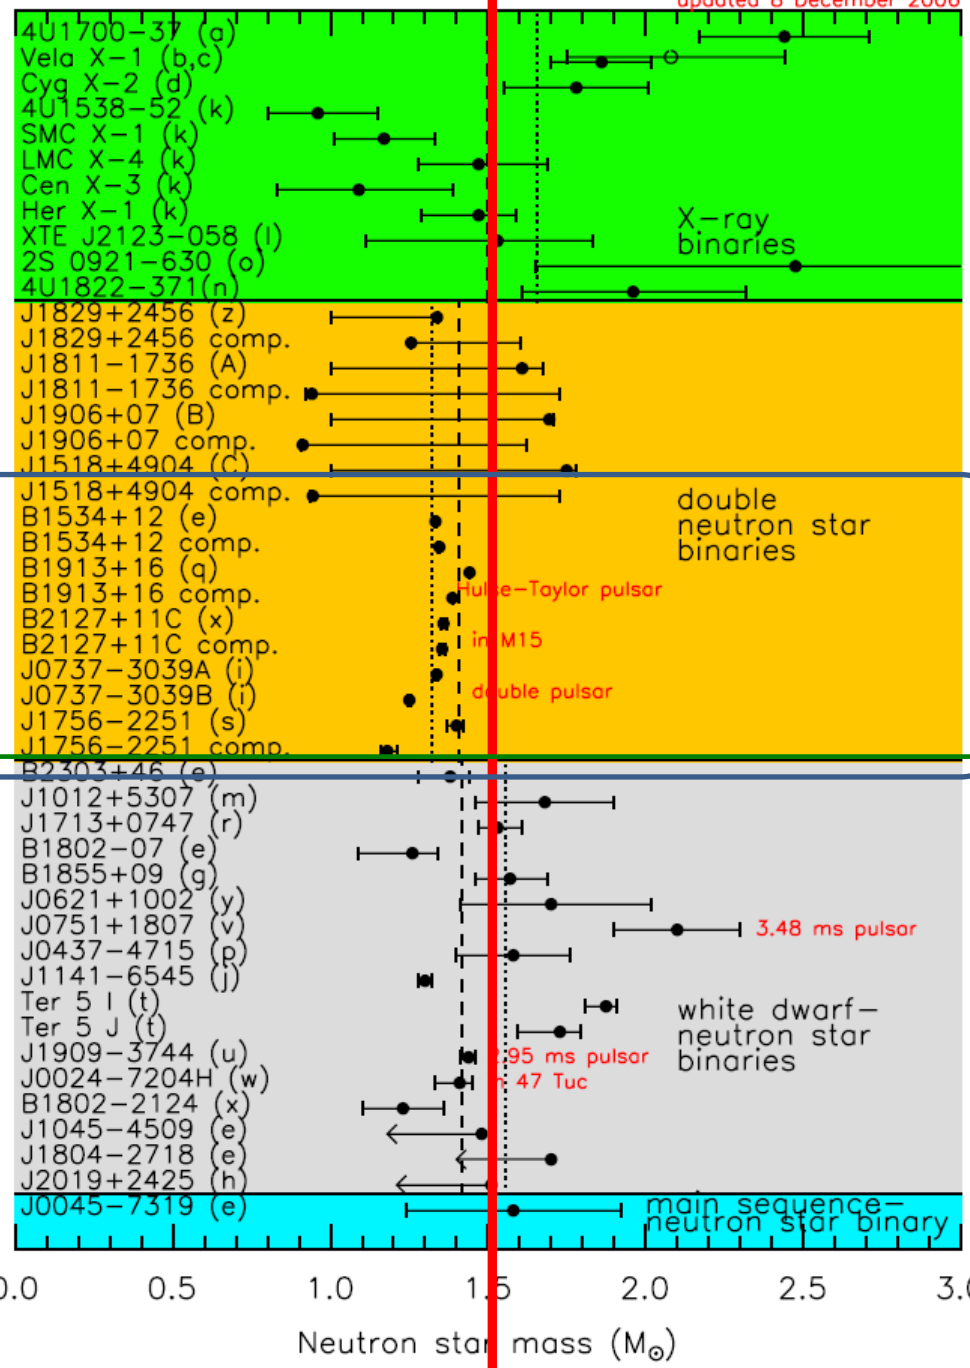 updated 8 December 2006
4U1700-37 (a)
Vela X-1 (b,c)
Cyg X-2 (d)
4U1538-52 (k)
SMC X-1 (k)
LMC X-4 (k)
Cen X-3 (k)
Her X-1 (k)
XTE J2123-058 (l)
2S 0921-630 (o)
4U1822-371(n)
X-ray
binaries
J1829+2456 (z)
J1829+2456 comp.
J1811-1736 (A)
J1811-1736 comp.
J1906+07 (B)
J1906+07 comp.
J1518+4904 (C)
J1518+4904 comp.
B1534+12 (e)
B1534+12 comp.
B1913+16 (q)
B1913+16 comp.
B2127+11C (x)
B2127+11C comp.
J0737-3039A (i)
J0737-3039B (i)
J1756-2251 (s)
J1756-2251 comp.
double
neutron star
binaries
Hulse-Taylor pulsar
in M15
double pulsar
B2303+46 (e)
J1012+5307 (m)
J1713+0747 (r)
B1802-07 (e)
B1855+09 (g)
J0621+1002 (y)
J0751+1807 (v)
J0437-4715 (p)
J1141-6545 (j)
Ter 5 I (t)
Ter 5 J (t)
J1909-3744 (u)
J0024-7204H (w)
B1802-2124 (x)
J1045-4509 (e)
J1804-2718 (e)
J2019+2425 (h)
3.48 ms pulsar
white dwarf-
neutron star
binaries
2.95 ms pulsar
in 47 Tuc
J0045-7319 (e)
main sequence-
neutron star binary
0.0 0.5 1.0 1.5 2.0 2.5 3.0
Neutron star mass (M☉)